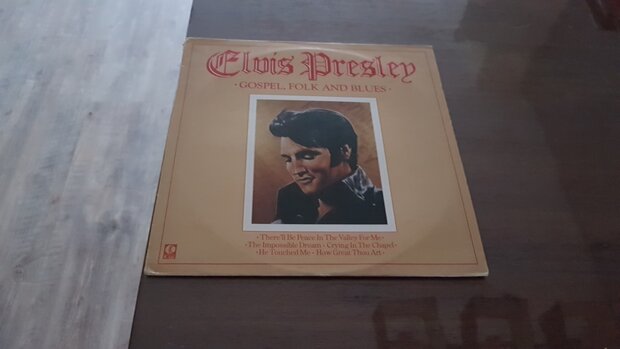 Elvis Presley
· GOSPEL, FOLK AND BLUES ·
· There'll Be Peace In The Valley For Me ·
· The Impossible Dream · Crying In The Chapel ·
· He Touched Me · How Great Thou Art ·